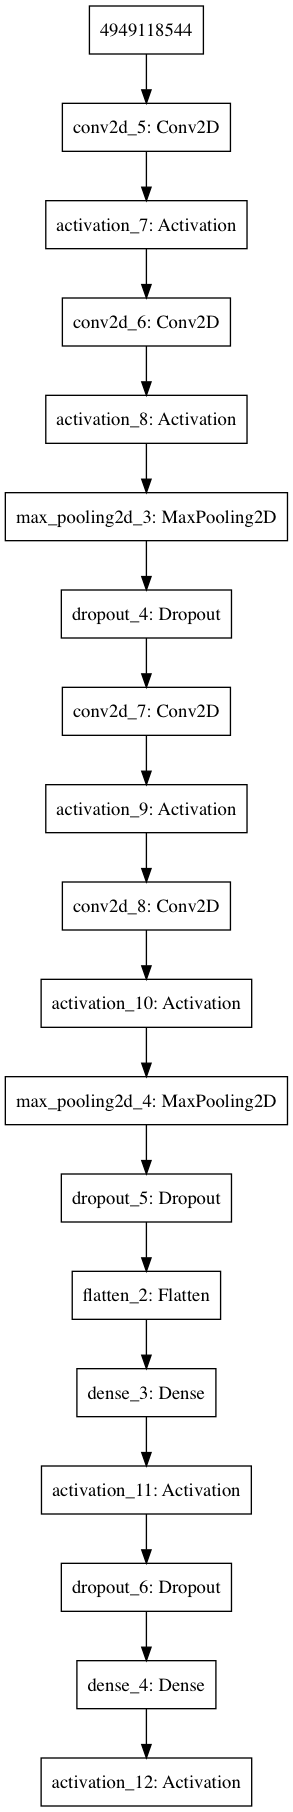 4949118544
conv2d_5: Conv2D
activation_7: Activation
conv2d_6: Conv2D
activation_8: Activation
max_pooling2d_3: MaxPooling2D
dropout_4: Dropout
conv2d_7: Conv2D
activation_9: Activation
conv2d_8: Conv2D
activation_10: Activation
max_pooling2d_4: MaxPooling2D
dropout_5: Dropout
flatten_2: Flatten
dense_3: Dense
activation_11: Activation
dropout_6: Dropout
dense_4: Dense
activation_12: Activation